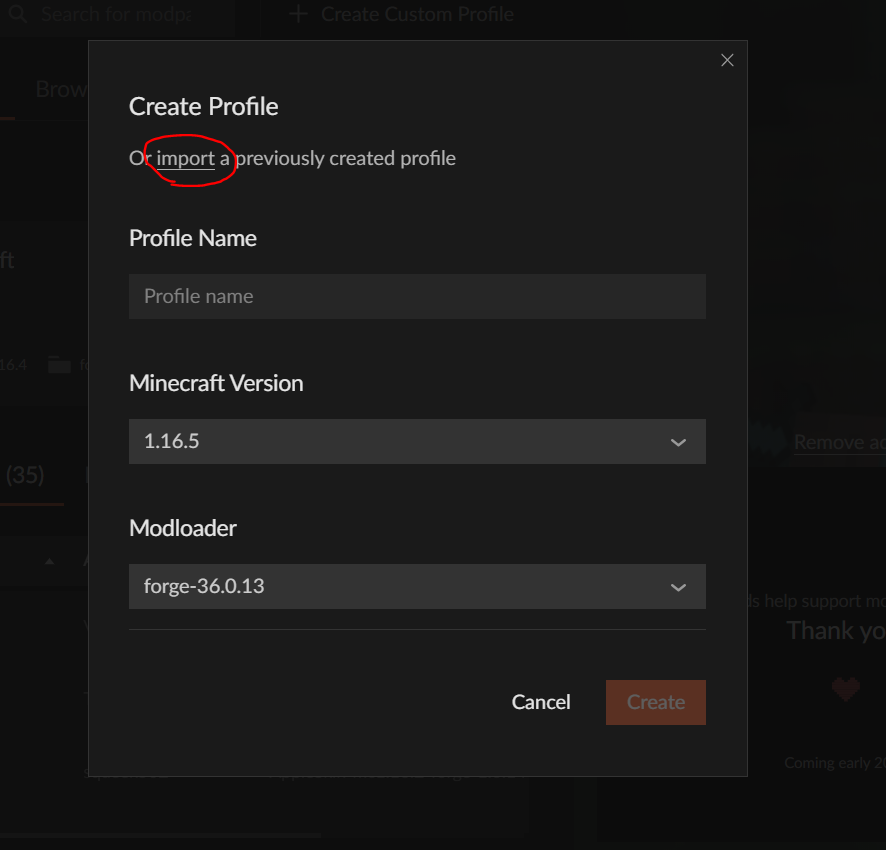 Search for modpa
Create Custom Profile
Brow
Create Profile
Or import a previously created profile
ft
Profile Name
Profile name
16.4
Minecraft Version
1.16.5
Remove ad
(35)
Modloader
forge-36.0.13
ds help support mo
Thank yo
Cancel
Create
Coming early 20